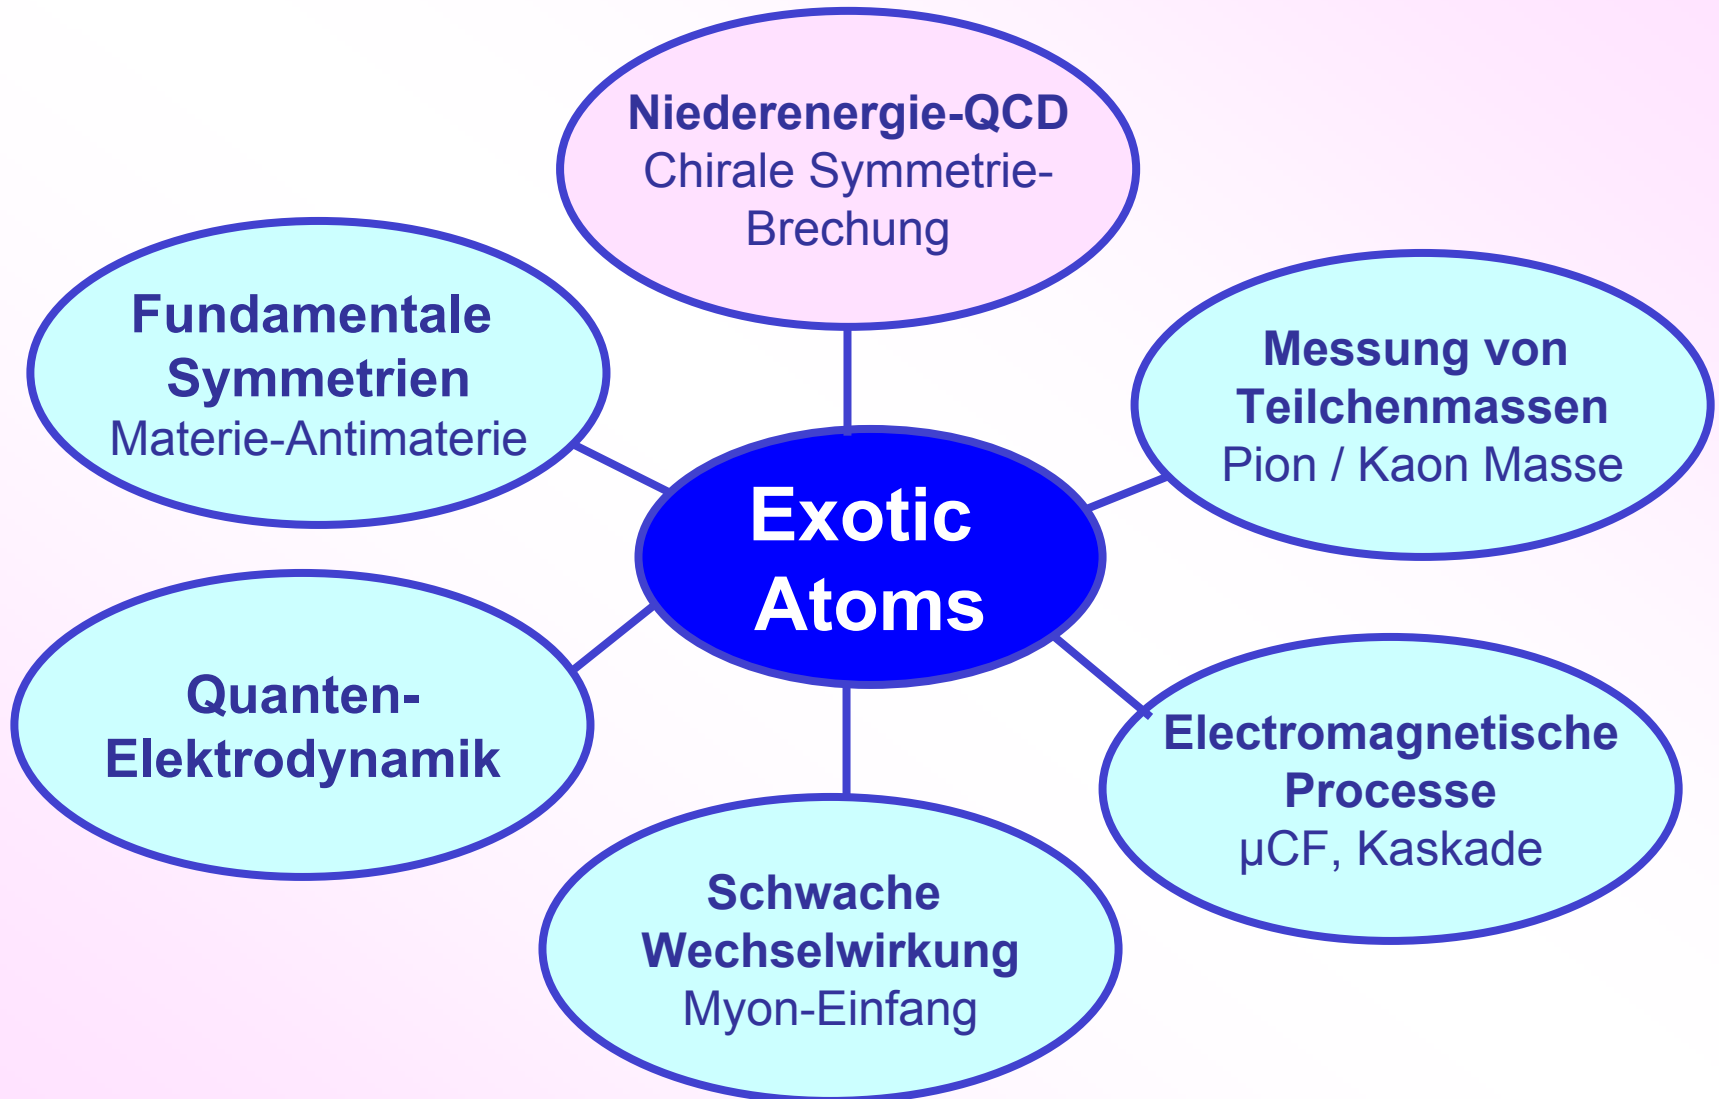 Niederenergie-QCD
Chirale Symmetrie-
Brechung
Fundamentale
Symmetrien
Materie-Antimaterie
Messung von
Teilchenmassen
Pion / Kaon Masse
Exotic
Atoms
Quanten-
Elektrodynamik
Electromagnetische
Processe
µCF, Kaskade
Schwache
Wechselwirkung
Myon-Einfang